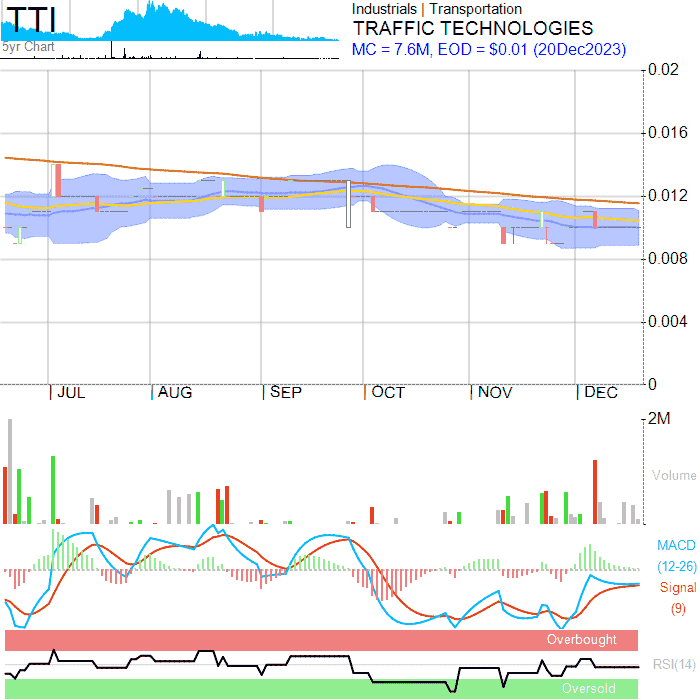 TTI
5yr Chart
Industrials | Transportation
TRAFFIC TECHNOLOGIES
MC = 7.6M, EOD = $0.01 (20Dec2023)
0.02
0.016
0.012
0.008
0.004
0
| JUL | AUG | SEP | OCT | NOV | DEC
2M
Volume
MACD
(12-26)
Signal
(9)
Overbought
RSI(14)
Oversold